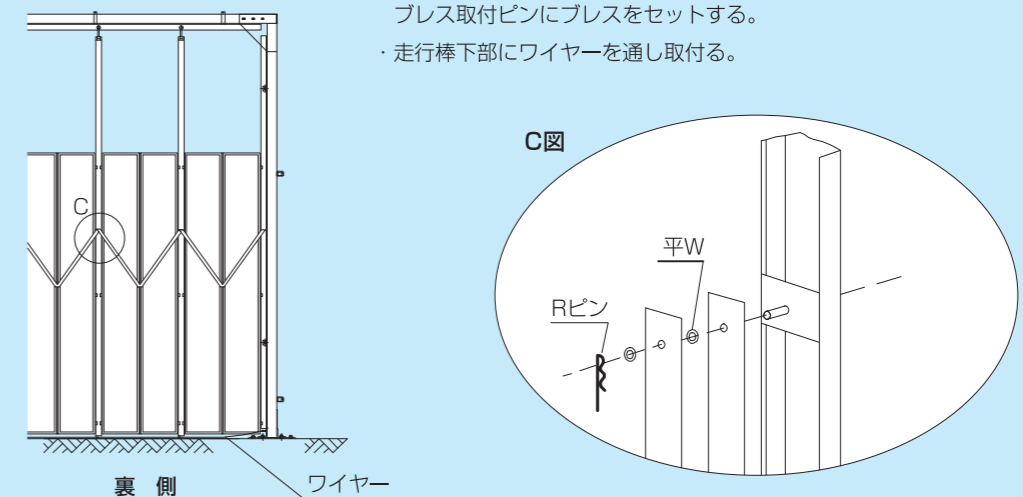 ブレス取付ピンにブレスをセットする。
・走行棒下部にワイヤーを通し取付る。
C図
C
平W
Rピン
裏 側
ワイヤー